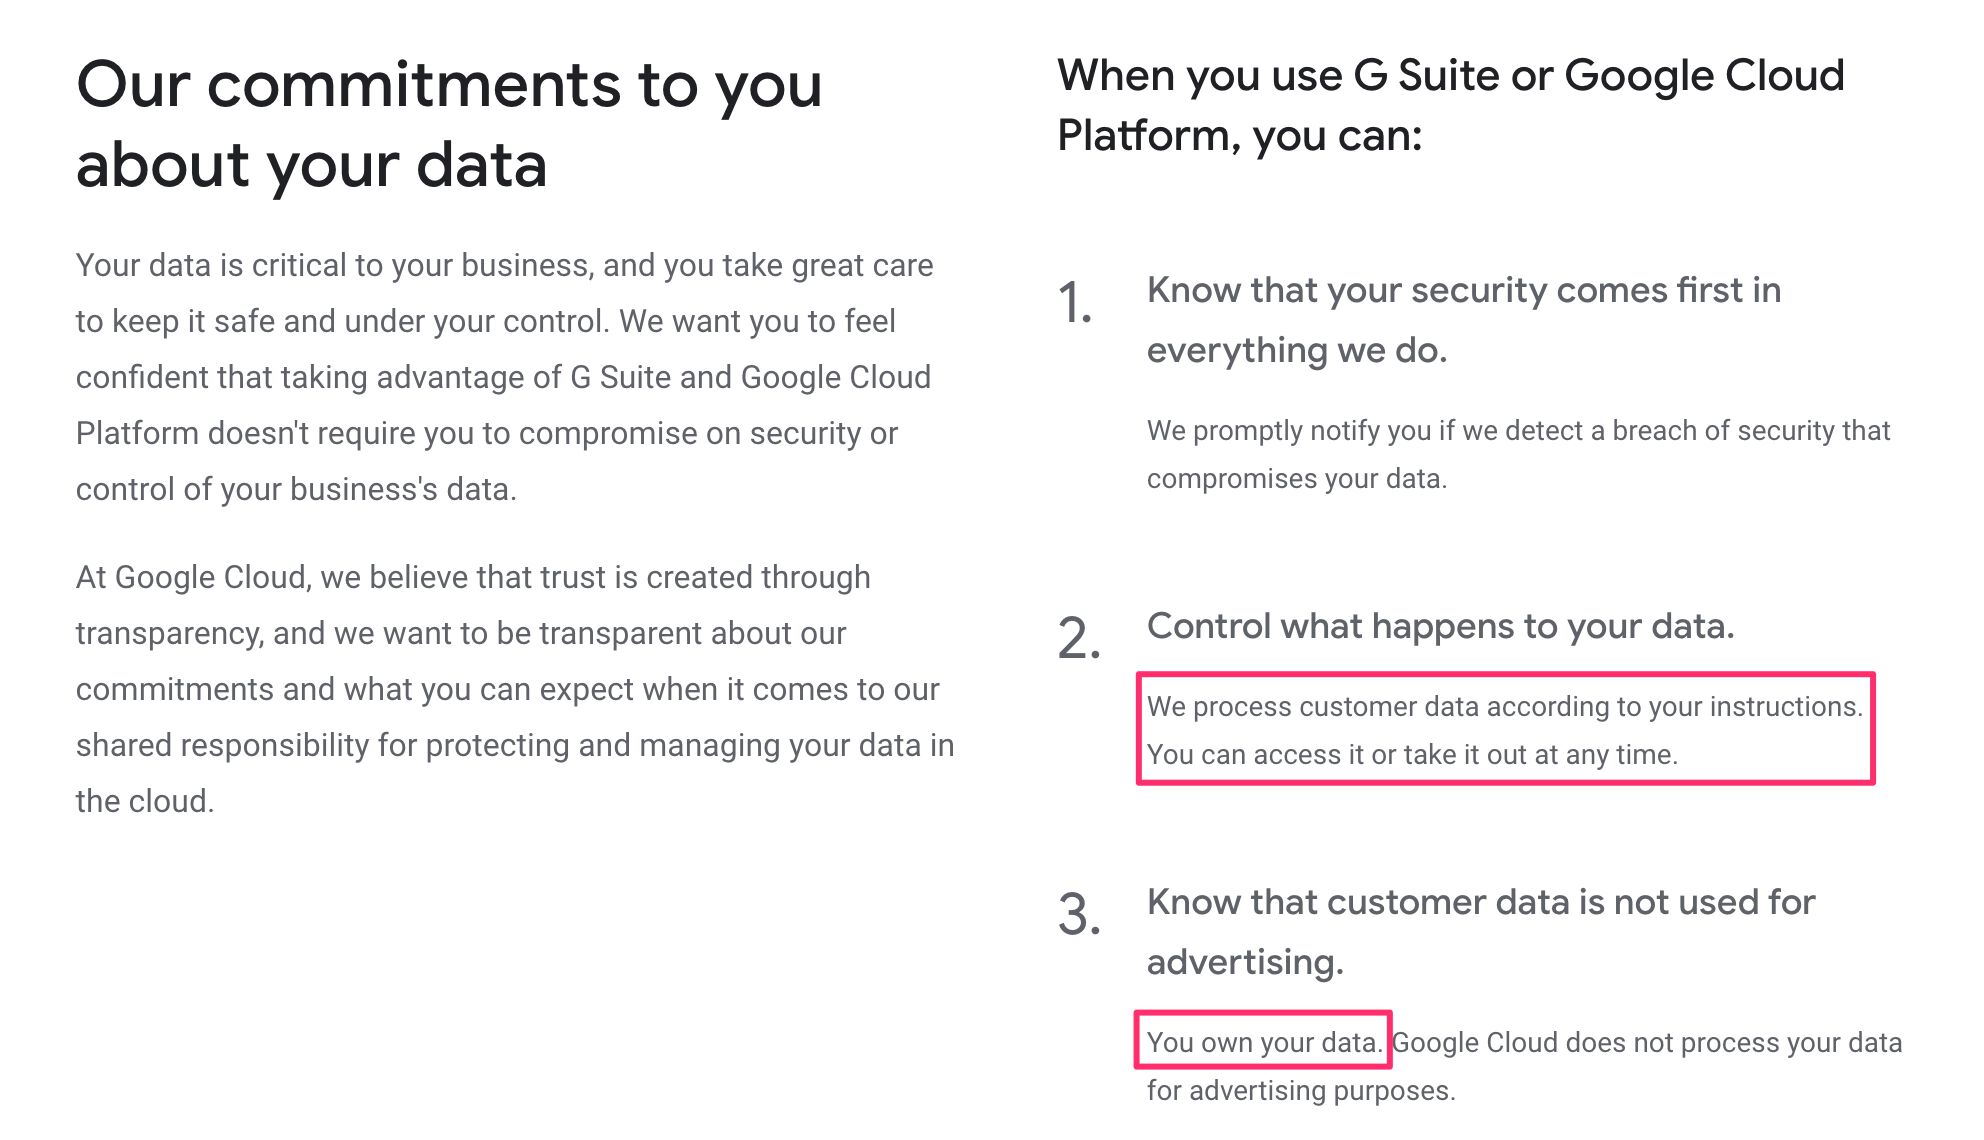 Our commitments to you
about your data
Your data is critical to your business, and you take great care
to keep it safe and under your control. We want you to feel
confident that taking advantage of G Suite and Google Cloud
Platform doesn't require you to compromise on security or
control of your business's data.
At Google Cloud, we believe that trust is created through
transparency, and we want to be transparent about our
commitments and what you can expect when it comes to our
shared responsibility for protecting and managing your data in
the cloud.
When you use G Suite or Google Cloud
Platform, you can:
1. Know that your security comes first in
everything we do.
We promptly notify you if we detect a breach of security that
compromises your data.
2. Control what happens to your data.
We process customer data according to your instructions.
You can access it or take it out at any time.
3. Know that customer data is not used for
advertising.
You own your data. Google Cloud does not process your data
for advertising purposes.